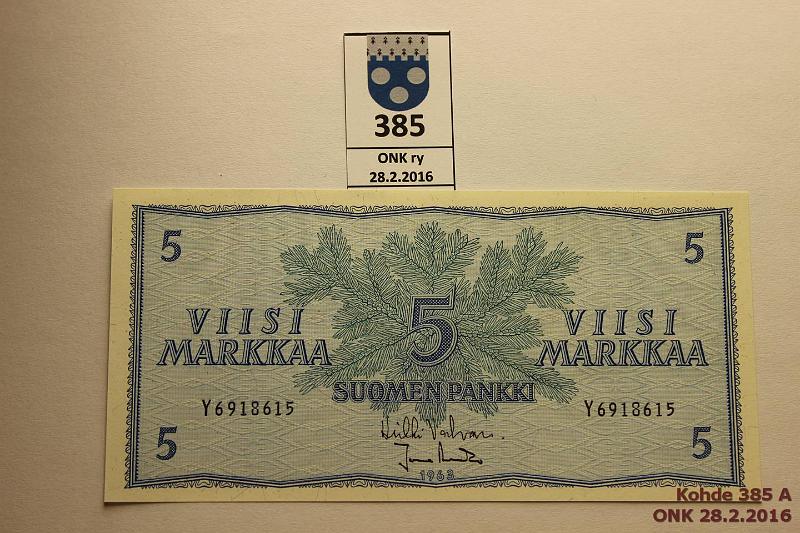 385
ONK ry
28.2.2016
5 5
VIISI MARKKAA
5
VIISI MARKKAA
SUOMEN PANKKI
Y6918615 Y6918615
5 5
1963
Kohde 385 A
ONK 28.2.2016